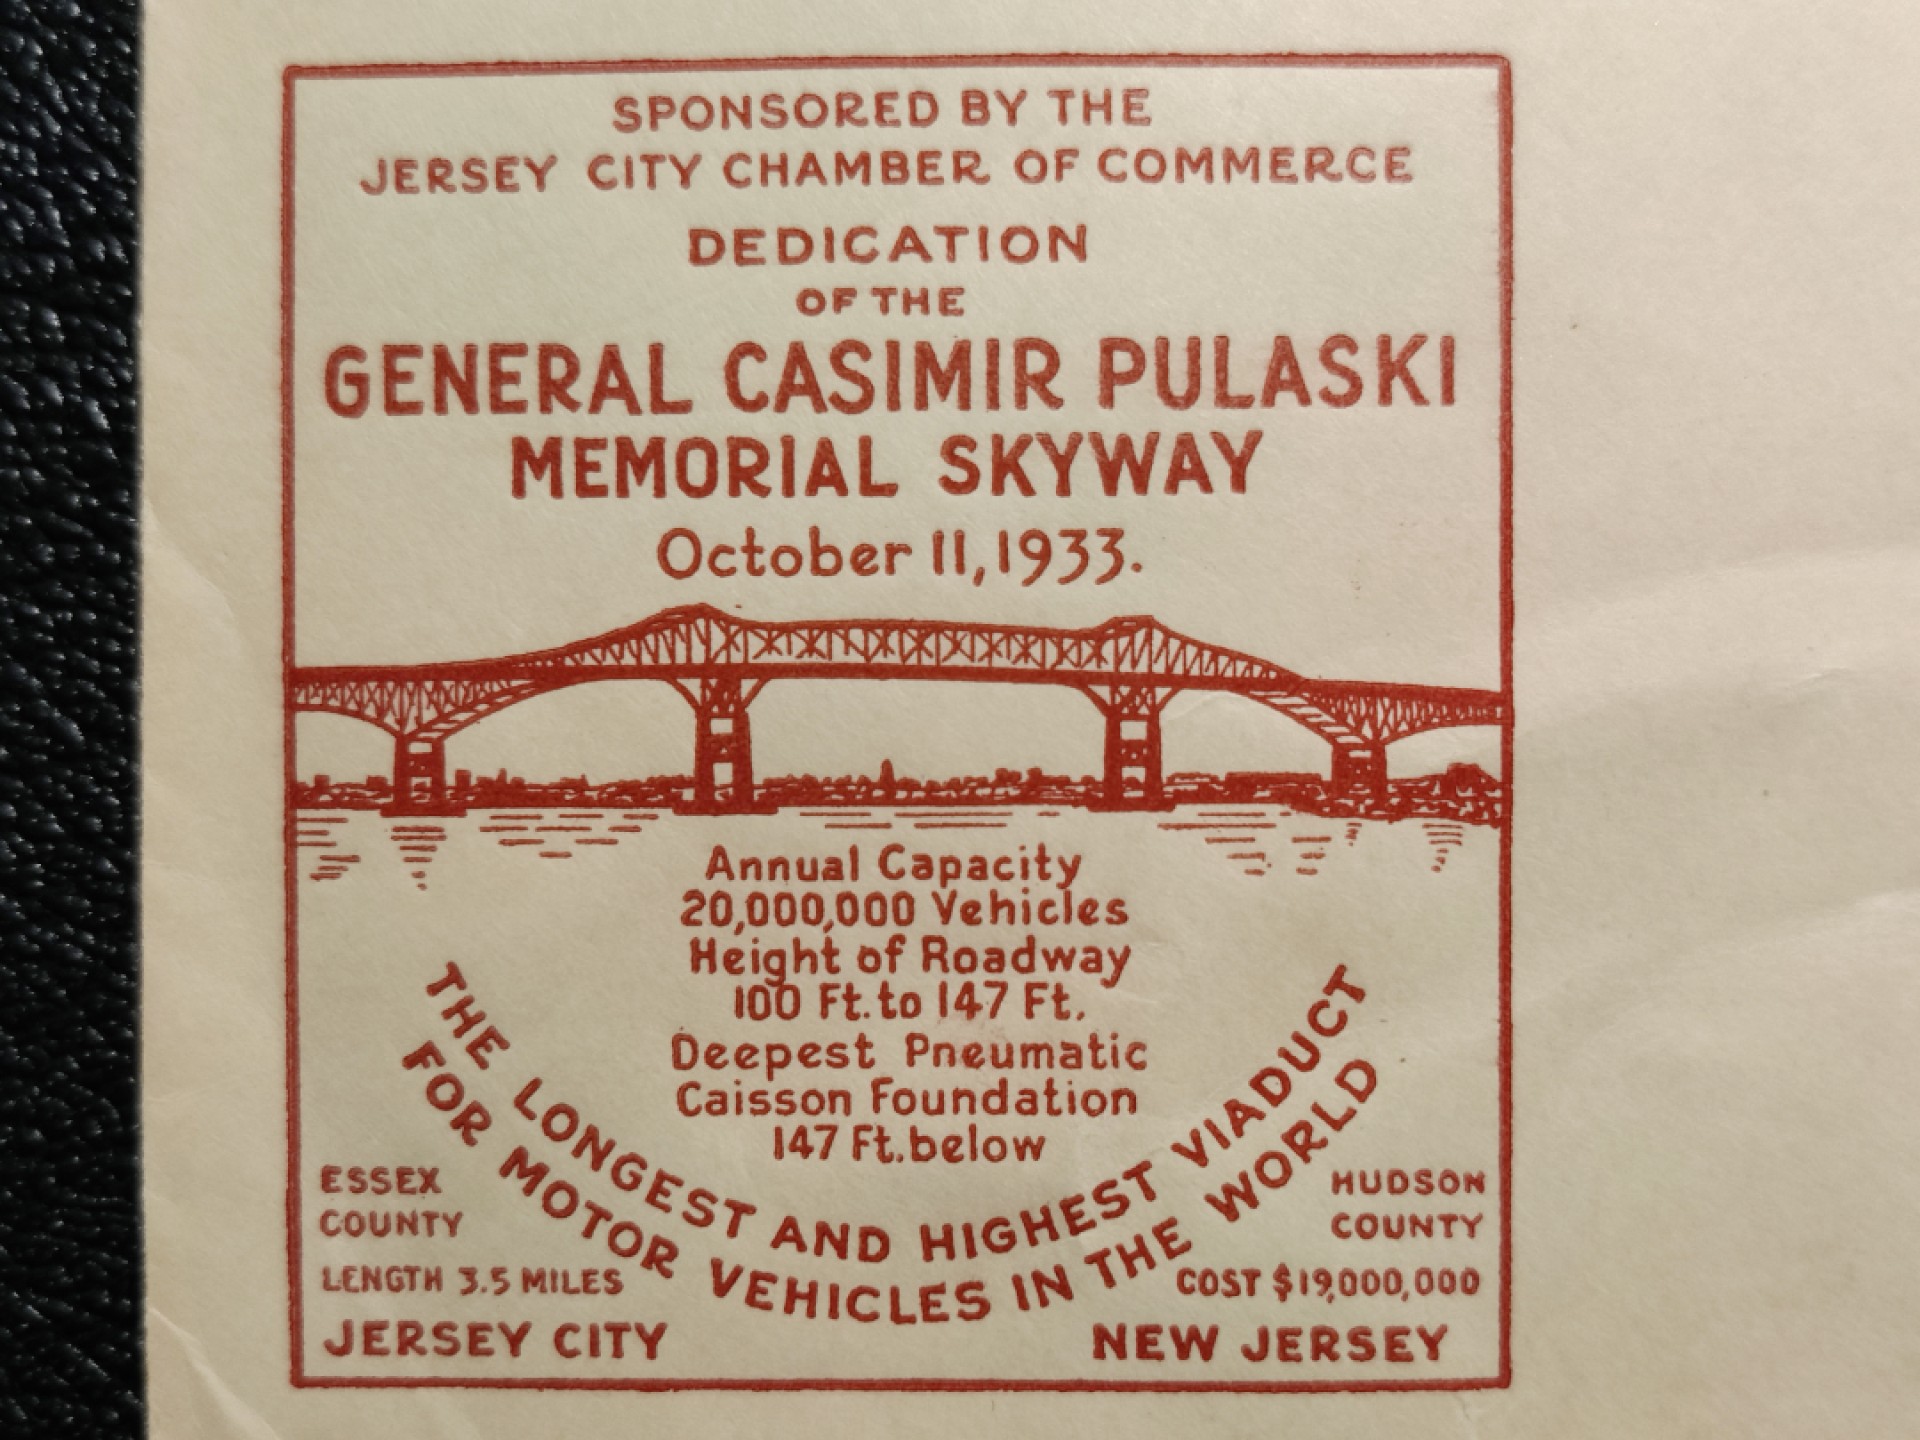 SPONSORED BY THE
JERSEY CITY CHAMBER OF COMMERCE
DEDICATION
OF THE
GENERAL CASIMIR PULASKI
MEMORIAL SKYWAY
October 11, 1933.
Annual Capacity
20,000,000 Vehicles
Height of Roadway
100 Ft. to 147 Ft.
Deepest Pneumatic
Caisson Foundation
147 Ft. below
THE LONGEST AND HIGHEST VIADUCT
FOR MOTOR VEHICLES IN THE WORLD
ESSEX
COUNTY
LENGTH 3.5 MILES
JERSEY CITY
HUDSON
COUNTY
COST $19,000,000
NEW JERSEY